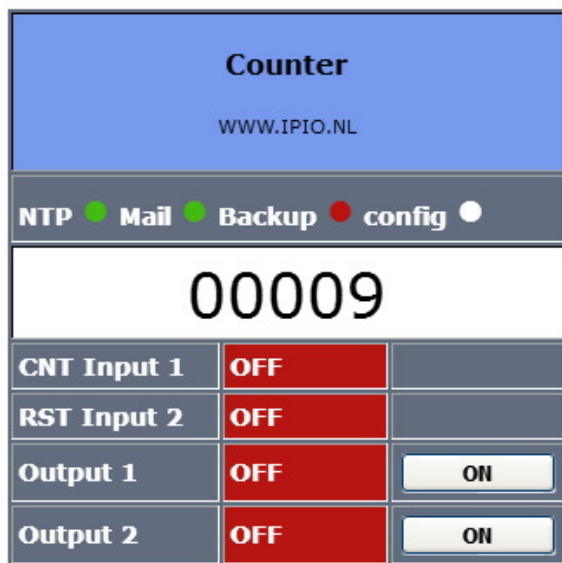 Counter
WWW.IPIO.NL
NTP Mail Backup config
00009
CNT Input 1 OFF
RST Input 2 OFF
Output 1 OFF ON
Output 2 OFF ON